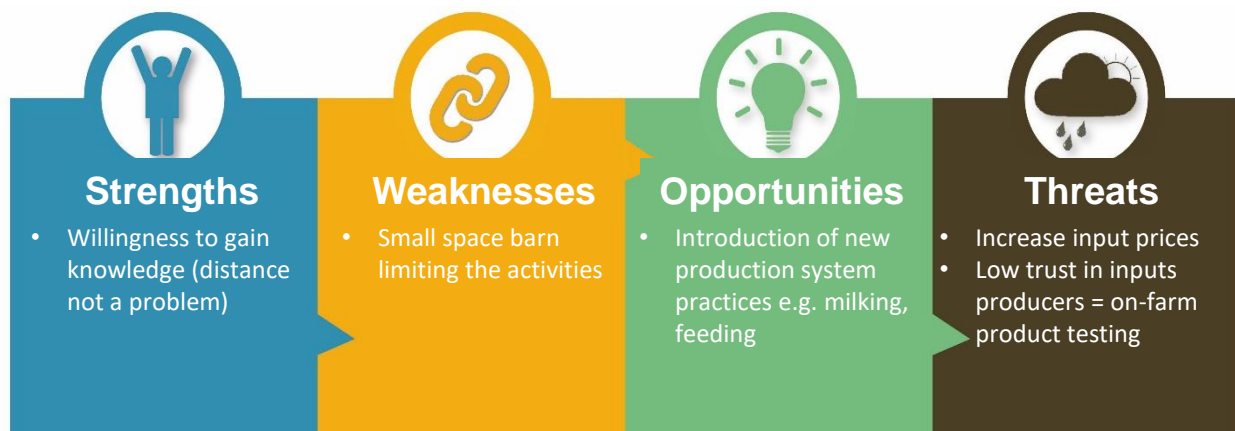 Strengths
• Willingness to gain
knowledge (distance
not a problem)
Weaknesses
• Small space barn
limiting the activities
Opportunities
• Introduction of new
production system
practices e.g. milking,
feeding
Threats
• Increase input prices
• Low trust in inputs
producers = on-farm
product testing